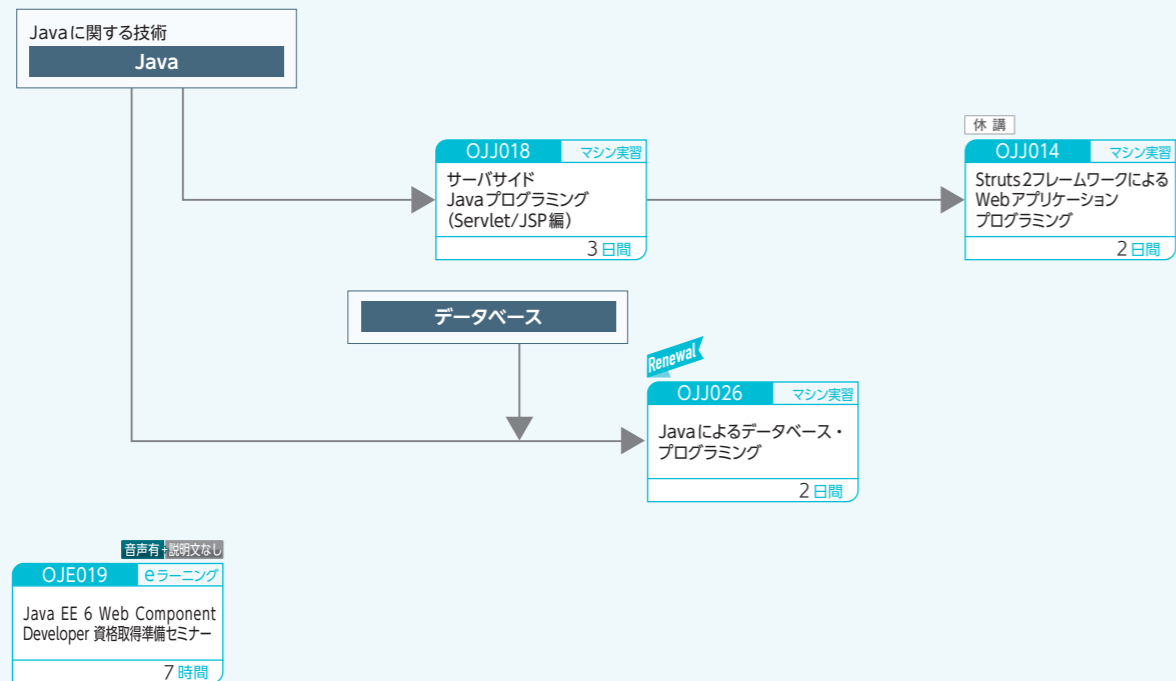 Javaに関する技術
Java
休 講
OJJ018
マシン実習
サーバサイド
Javaプログラミング
（Servlet/JSP編）
3日間
OJJ014
マシン実習
Struts2フレームワークによる
Webアプリケーション
プログラミング
2日間
データベース
Renewal
OJJ026
マシン実習
Javaによるデータベース・
プログラミング
2日間
音声有+説明文なし
OJE019
eラーニング
Java EE 6 Web Component
Developer 資格取得準備セミナー
7時間